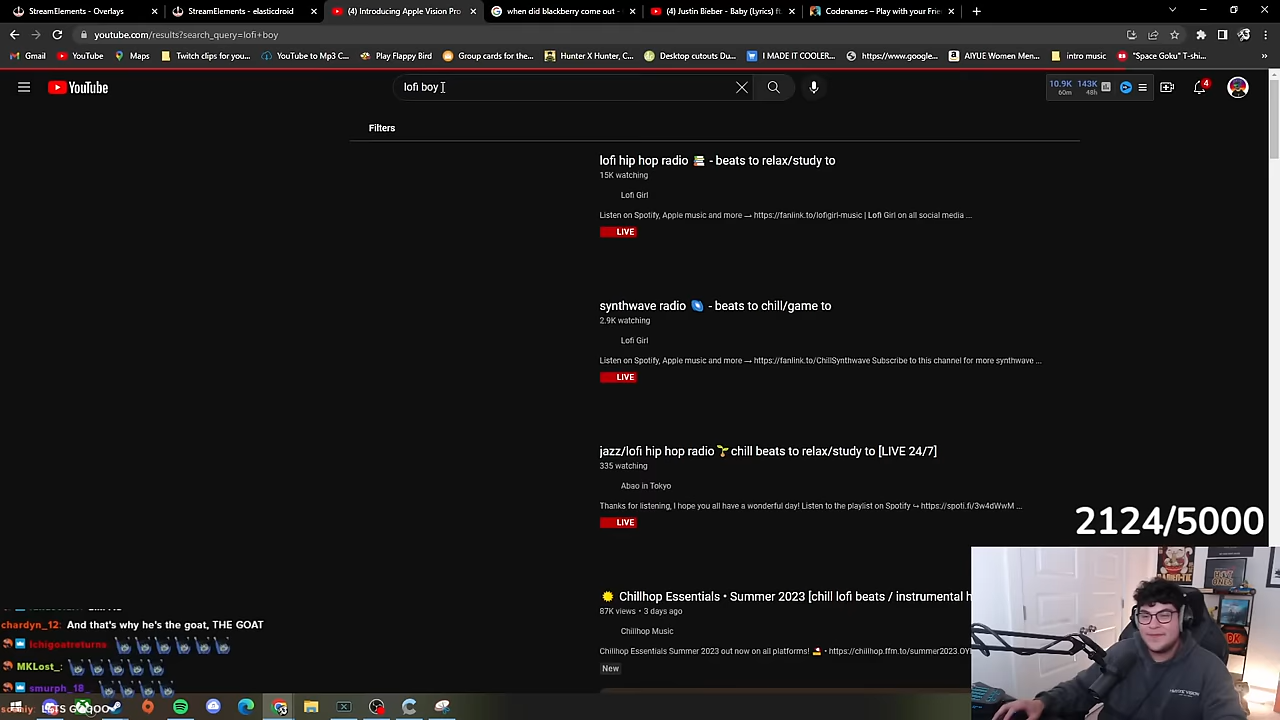 StreamElements - Overlays
StreamElements - elasticdroid
(4) Introducing Apple Vision Pro
when did blackberry come out -
(4) Justin Bieber - Baby (Lyrics) ft.
Codenames – Play with your Frie
youtube.com/results?search_query=lofi+boy
Gmail
YouTube
Maps
Twitch clips for you...
YouTube to Mp3 C...
Play Flappy Bird
Group cards for the...
Hunter X Hunter, C...
Desktop cutouts Du...
I MADE IT COOLER...
https://www.google...
AIYUE Women Men...
intro music
"Space Goku" T-shi...
YouTube
lofi boy
10.9K 143K
60m 48h
4
Filters
lofi hip hop radio 📚 - beats to relax/study to
15K watching
Lofi Girl
Listen on Spotify, Apple music and more → https://fanlink.to/lofigirl-music | Lofi Girl on all social media ...
LIVE
synthwave radio 🌌 - beats to chill/game to
2.9K watching
Lofi Girl
Listen on Spotify, Apple music and more → https://fanlink.to/ChillSynthwave Subscribe to this channel for more synthwave ...
LIVE
jazz/lofi hip hop radio🌱chill beats to relax/study to [LIVE 24/7]
335 watching
Abao in Tokyo
Thanks for listening, I hope you all have a wonderful day! Listen to the playlist on Spotify ↪ https://spoti.fi/3w4dWwM ...
LIVE
2124/5000
☀️ Chillhop Essentials • Summer 2023 [chill lofi beats / instrumental h
87K views • 3 days ago
Chillhop Music
Chillhop Essentials Summer 2023 out now on all platforms! • https://chillhop.ffm.to/summer2023.OY
New
chardyn_12: And that's why he's the goat, THE GOAT
Ichigoatreturns
MKLost_:
smurph_18_
LETS GOOO
HOT ONES